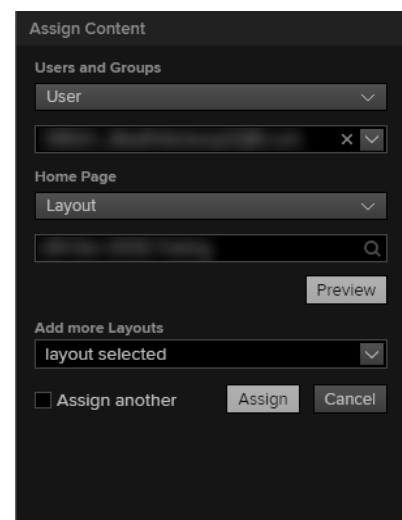 Assign Content
Users and Groups
User
Home Page
Layout
Preview
Add more Layouts
layout selected
Assign another Assign Cancel